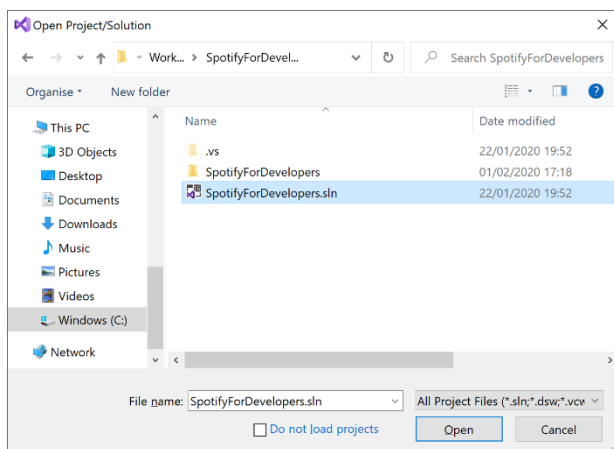 Open Project/Solution
Work... > SpotifyForDevel...
Search SpotifyForDevelopers
Organise
New folder
Name
Date modified
This PC
3D Objects
Desktop
Documents
Downloads
Music
Pictures
Videos
Windows (C:)
Network
.vs 22/01/2020 19:52
SpotifyForDevelopers 01/02/2020 17:18
SpotifyForDevelopers.sln 22/01/2020 19:52
File name: SpotifyForDevelopers.sln
All Project Files (*.sln;*.dsw;*.vcw
Do not load projects
Open
Cancel